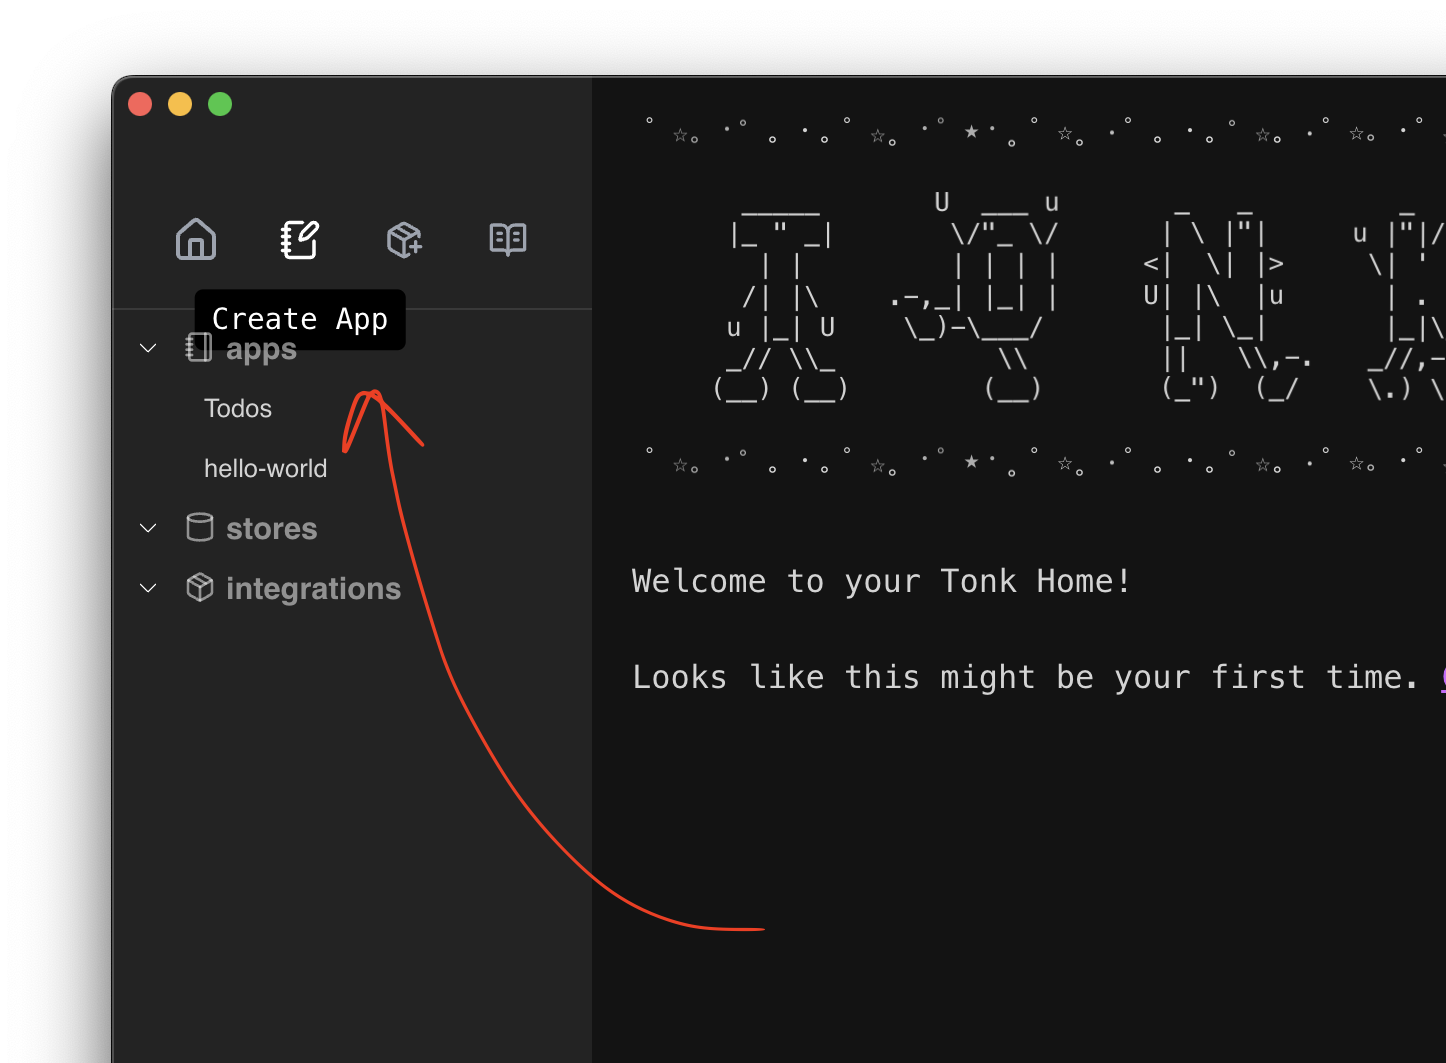 Create App
apps
Todos
hello-world
stores
integrations
Welcome to your Tonk Home!
Looks like this might be your first time.